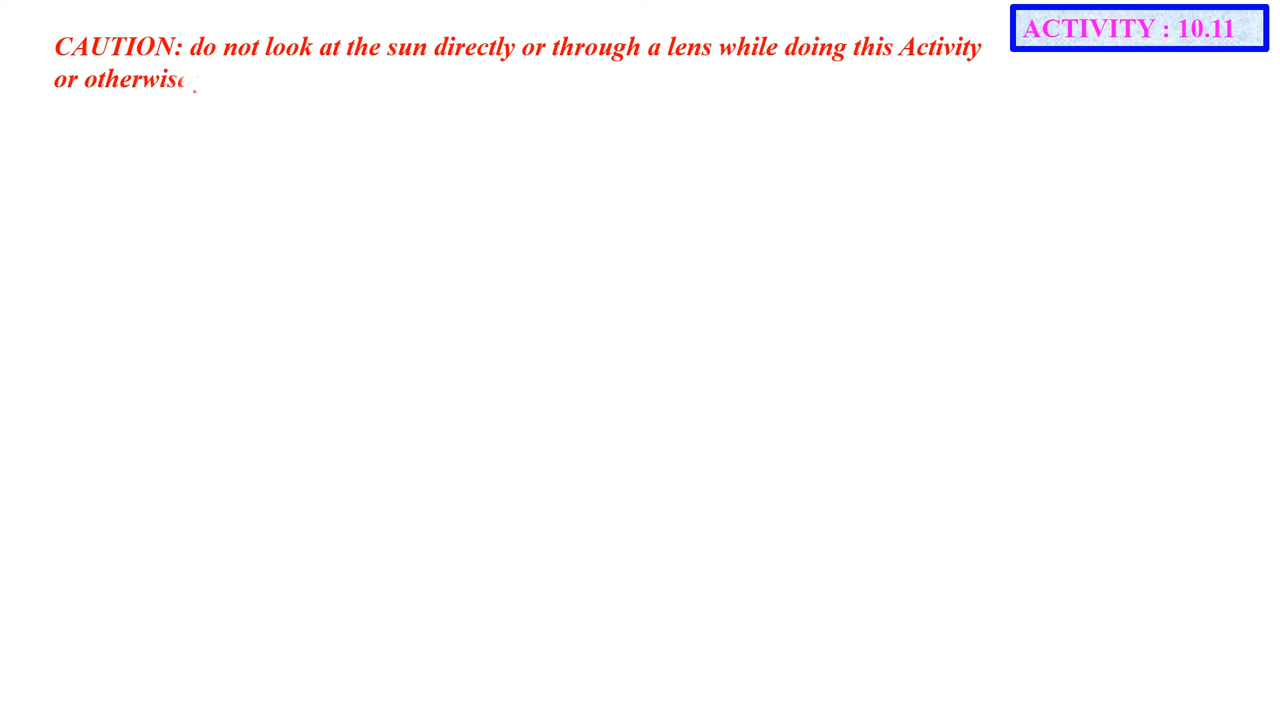 CAUTION: do not look at the sun directly or through a lens while doing this Activity
or otherwise
ACTIVITY : 10.11